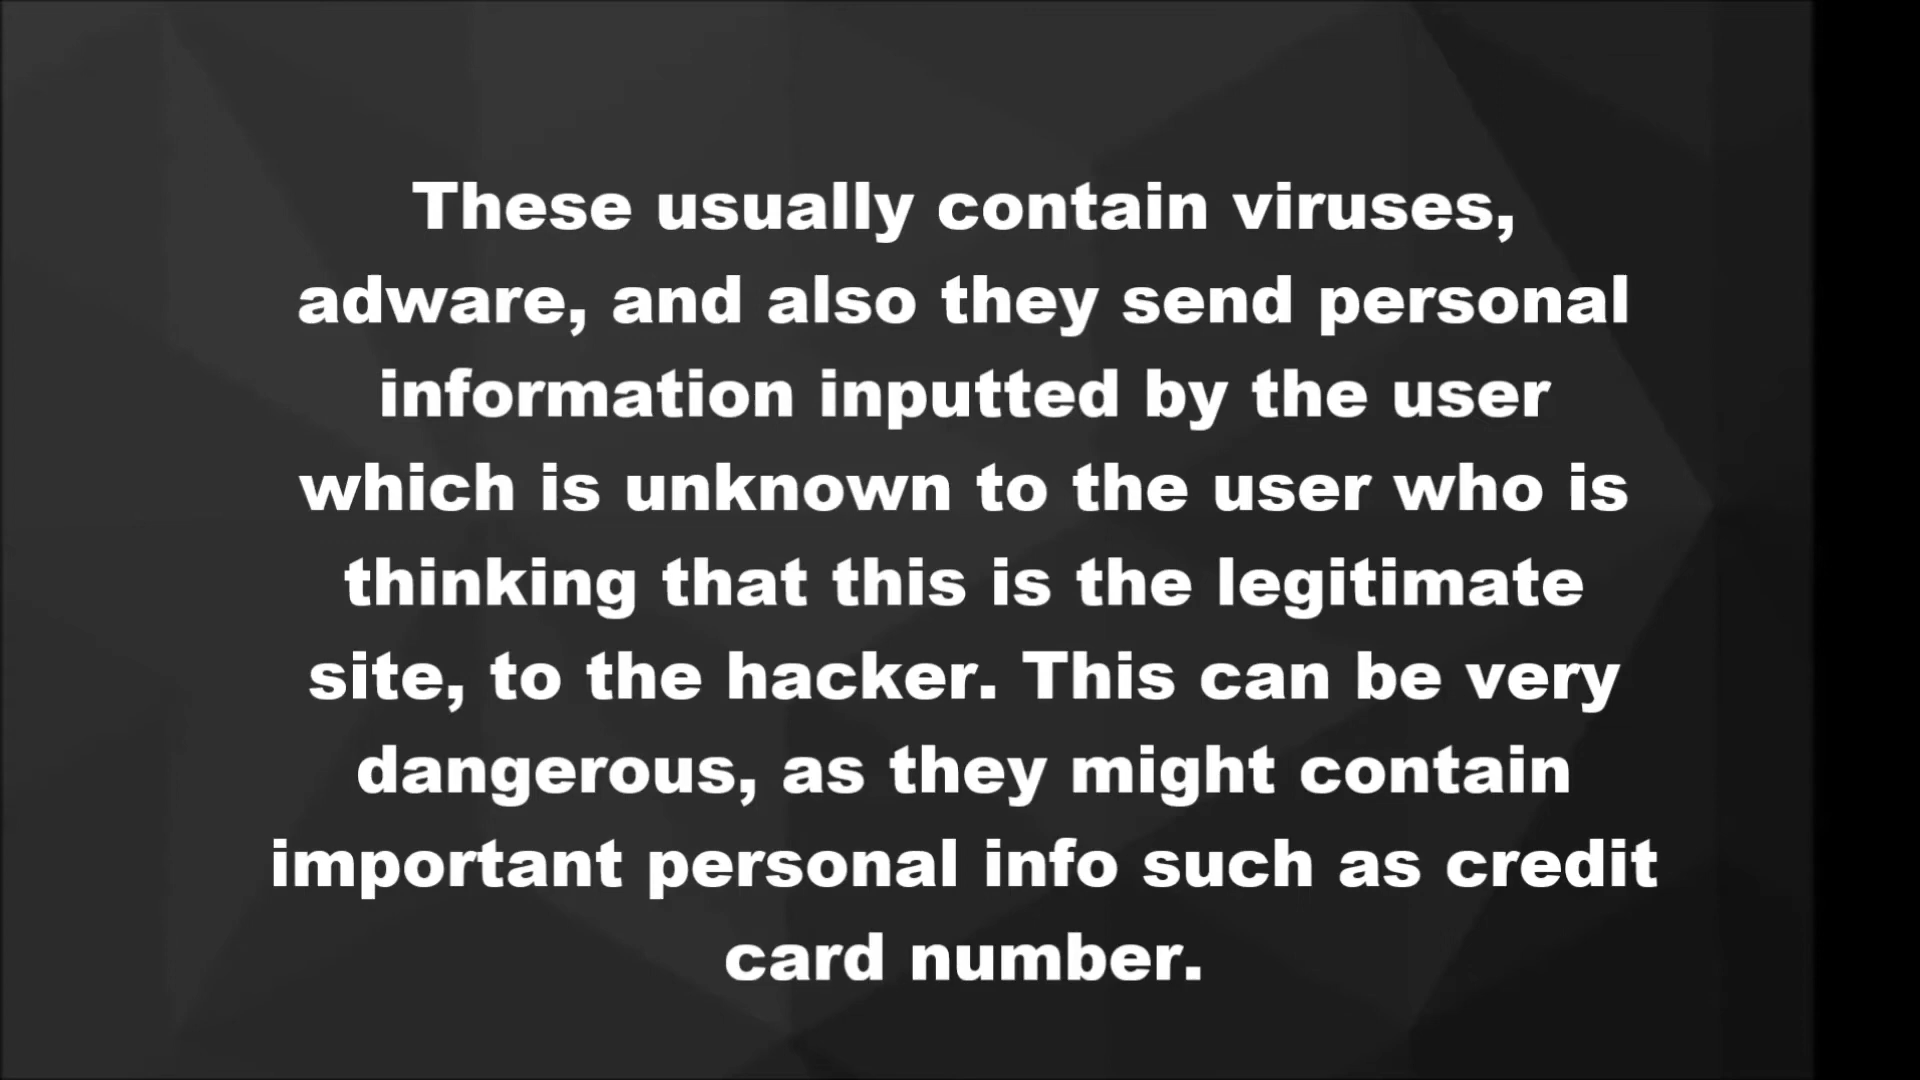 These usually contain viruses,
adware, and also they send personal
information inputted by the user
which is unknown to the user who is
thinking that this is the legitimate
site, to the hacker. This can be very
dangerous, as they might contain
important personal info such as credit
card number.